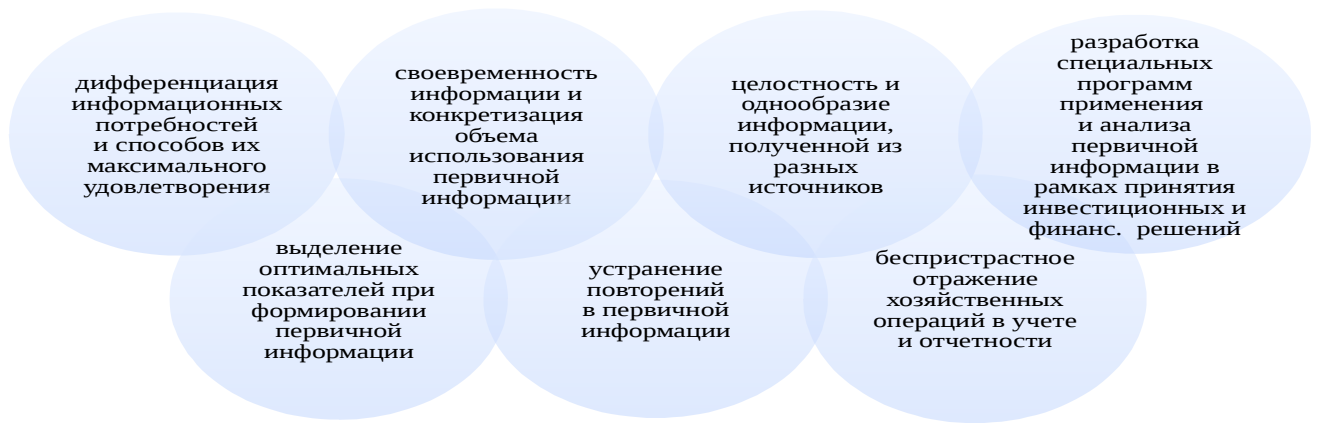 дифференциация
информационных
потребностей
и способов их
максимального
удовлетворения
своевременность
информации и
конкретизация
объема
использования
первичной
информации
целостность и
однообразие
информации,
полученной из
разных
источников
разработка
специальных
программ
применения
и анализа
первичной
информации в
рамках принятия
инвестиционных и
финанс. решений
выделение
оптимальных
показателей при
формировании
первичной
информации
устранение
повторений
в первичной
информации
беспристрастное
отражение
хозяйственных
операций в учете
и отчетности